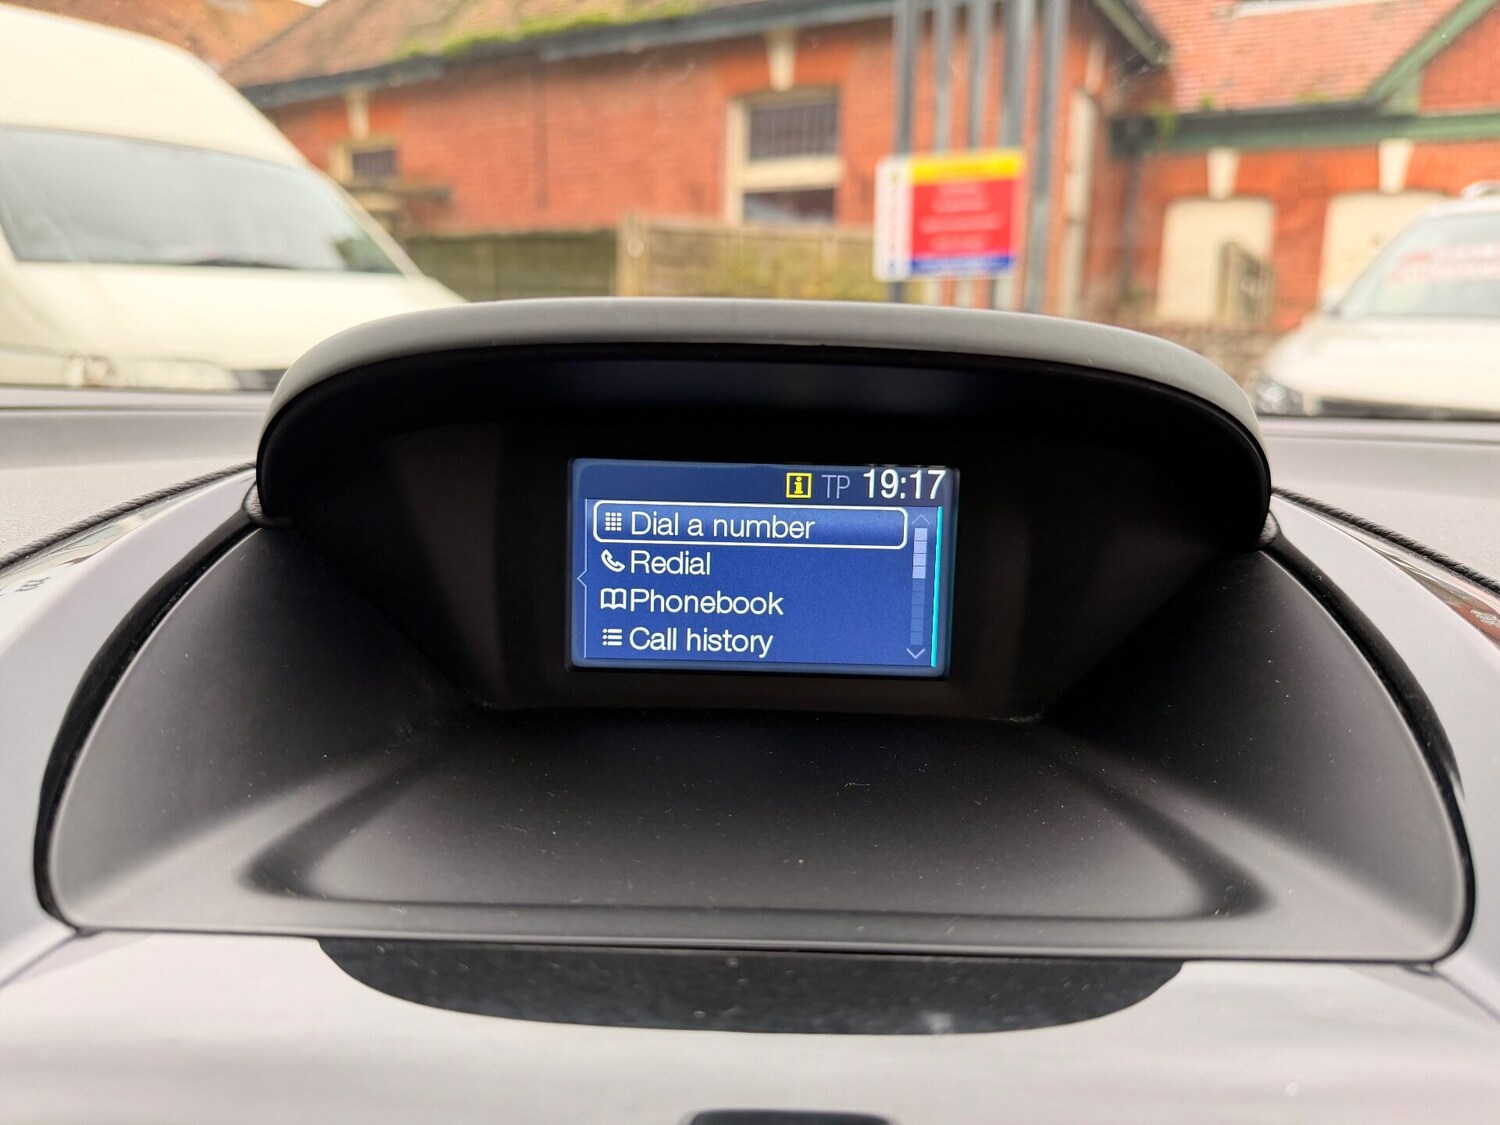 i TP 19:17
Dial a number
Redial
Phonebook
Call history